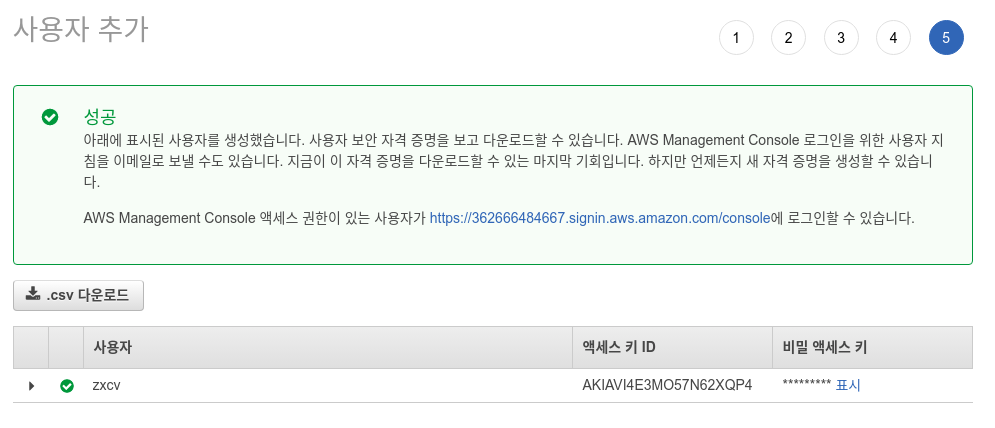 사용자 추가
1 2 3 4 5
성공
아래에 표시된 사용자를 생성했습니다. 사용자 보안 자격 증명을 보고 다운로드할 수 있습니다. AWS Management Console 로그인을 위한 사용자 지
침을 이메일로 보낼 수도 있습니다. 지금이 이 자격 증명을 다운로드할 수 있는 마지막 기회입니다. 하지만 언제든지 새 자격 증명을 생성할 수 있습니
다.
AWS Management Console 액세스 권한이 있는 사용자가 https://362666484667.signin.aws.amazon.com/console에 로그인할 수 있습니다.
.csv 다운로드
사용자 액세스 키 ID 비밀 액세스 키
zxcv AKIAVI4E3MO57N62XQP4 ********* 표시